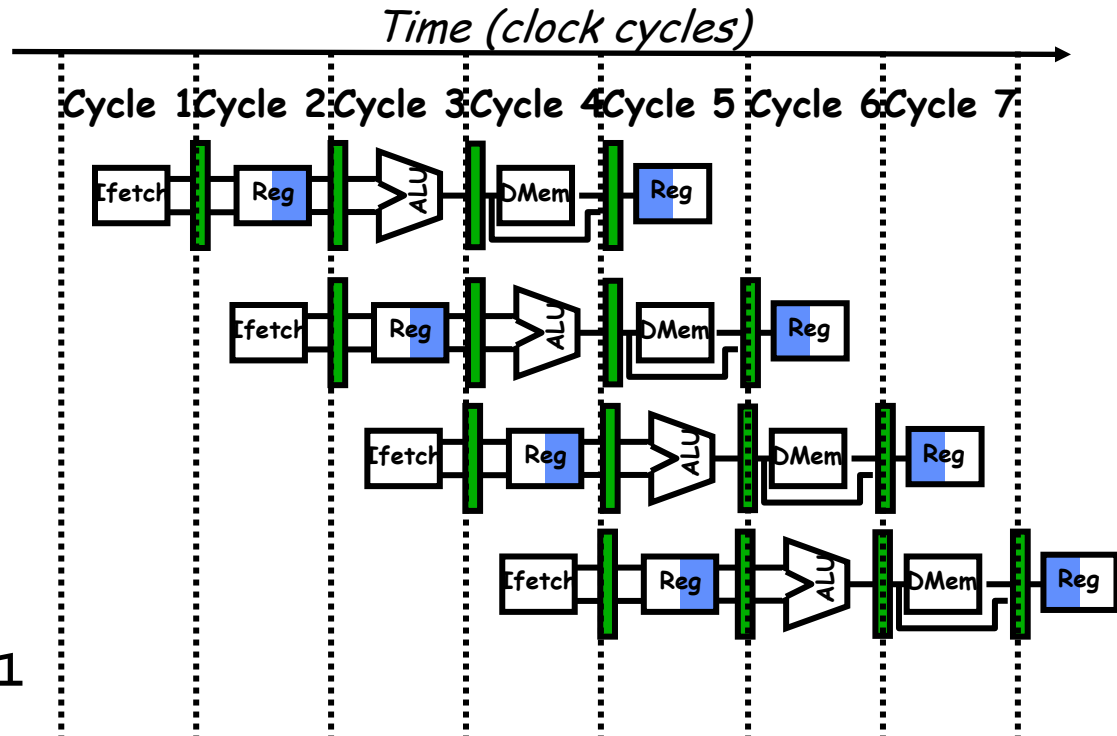 Time (clock cycles)
Cycle 1 Cycle 2 Cycle 3 Cycle 4 Cycle 5 Cycle 6 Cycle 7
Ifetch Reg ALU DMem Reg
Ifetch Reg ALU DMem Reg
Ifetch Reg ALU DMem Reg
Ifetch Reg ALU DMem Reg
1